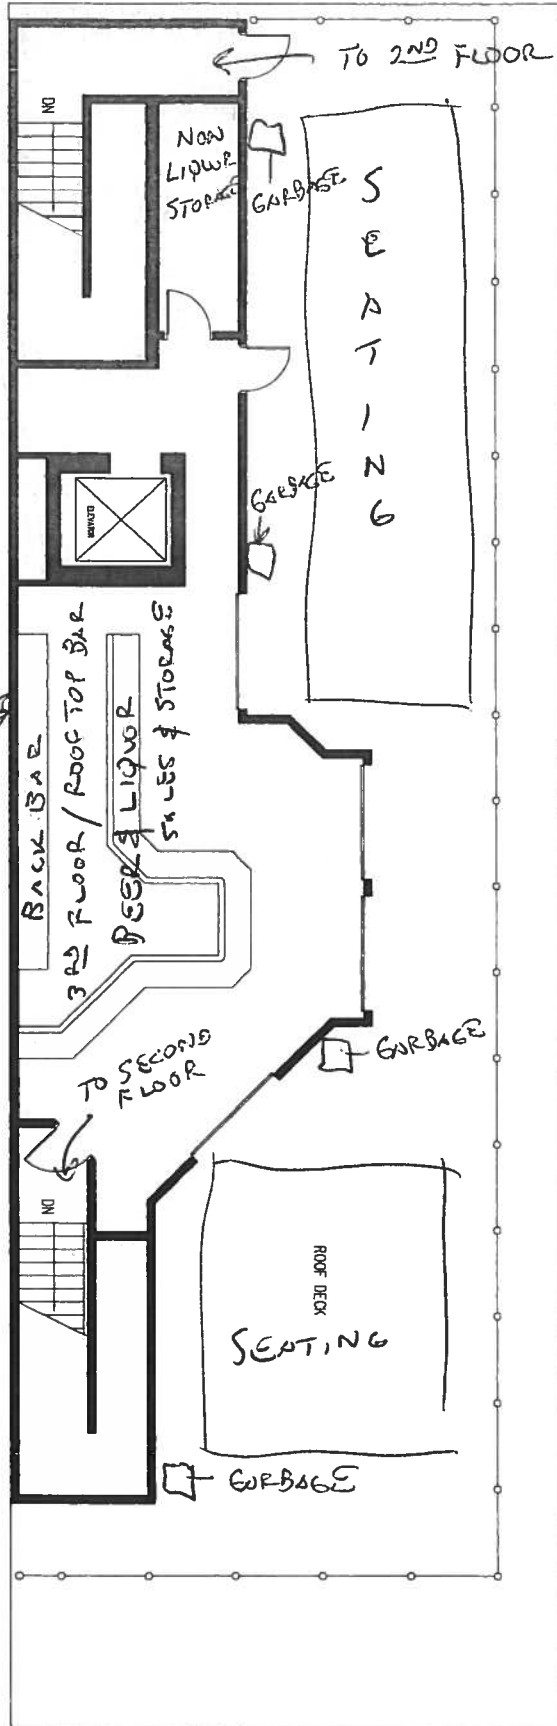 TO 2ND FLOOR
DN
NON
LIQUOR
STORAGE
GARBAGE
SEATING
GARBAGE
ELEVATOR
BACK BAR
3RD FLOOR / ROOF TOP BAR
BEER & LIQUOR
SALES & STORAGE
GARBAGE
TO SECOND
FLOOR
DN
ROOF DECK
SEATING
GARBAGE